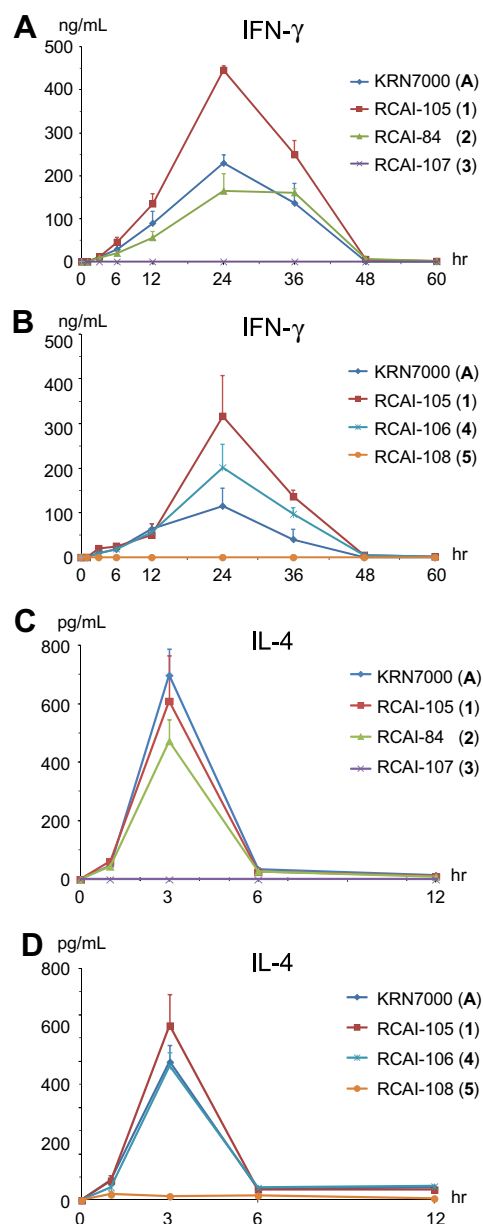 A
IFN-γ
ng/mL
500
400
300
200
100
0
0 6 12 24 36 48 60 hr
KRN7000 (A)
RCAI-105 (1)
RCAI-84 (2)
RCAI-107 (3)
B
IFN-γ
ng/mL
500
400
300
200
100
0
0 6 12 24 36 48 60 hr
KRN7000 (A)
RCAI-105 (1)
RCAI-106 (4)
RCAI-108 (5)
C
IL-4
pg/mL
800
600
400
200
0
0 3 6 12 hr
KRN7000 (A)
RCAI-105 (1)
RCAI-84 (2)
RCAI-107 (3)
D
IL-4
pg/mL
800
600
400
200
0
0 3 6 12 hr
KRN7000 (A)
RCAI-105 (1)
RCAI-106 (4)
RCAI-108 (5)